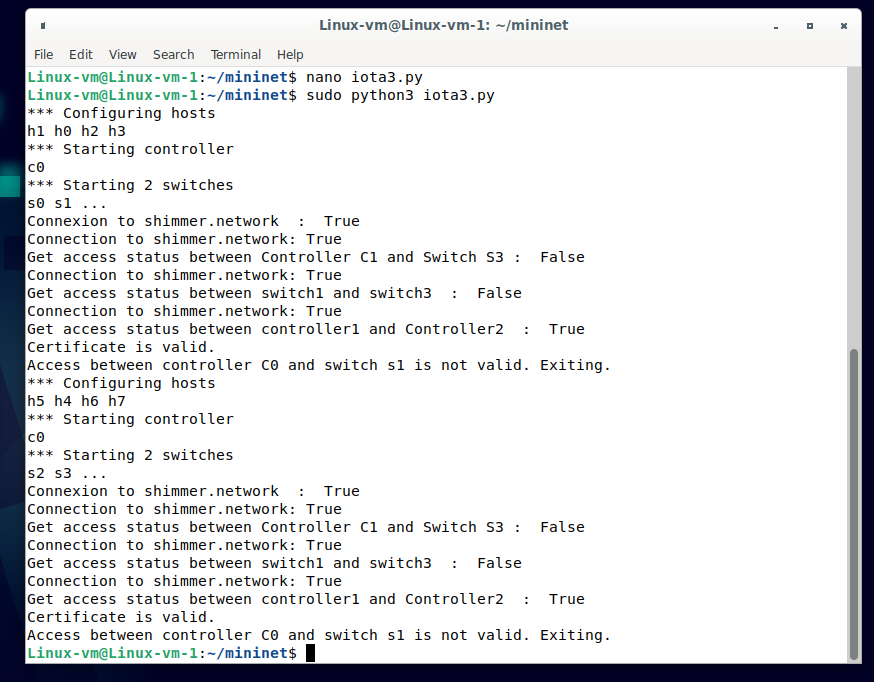 Linux-vm@Linux-vm-1: ~/mininet
File Edit View Search Terminal Help
Linux-vm@Linux-vm-1:~/mininet$ nano iota3.py
Linux-vm@Linux-vm-1:~/mininet$ sudo python3 iota3.py
*** Configuring hosts
h1 h0 h2 h3
*** Starting controller
c0
*** Starting 2 switches
s0 s1 ...
Connexion to shimmer.network  :  True
Connection to shimmer.network: True
Get access status between Controller C1 and Switch S3 :  False
Connection to shimmer.network: True
Get access status between switch1 and switch3  :  False
Connection to shimmer.network: True
Get access status between controller1 and Controller2  :  True
Certificate is valid.
Access between controller C0 and switch s1 is not valid. Exiting.
*** Configuring hosts
h5 h4 h6 h7
*** Starting controller
c0
*** Starting 2 switches
s2 s3 ...
Connexion to shimmer.network  :  True
Connection to shimmer.network: True
Get access status between Controller C1 and Switch S3 :  False
Connection to shimmer.network: True
Get access status between switch1 and switch3  :  False
Connection to shimmer.network: True
Get access status between controller1 and Controller2  :  True
Certificate is valid.
Access between controller C0 and switch s1 is not valid. Exiting.
Linux-vm@Linux-vm-1:~/mininet$